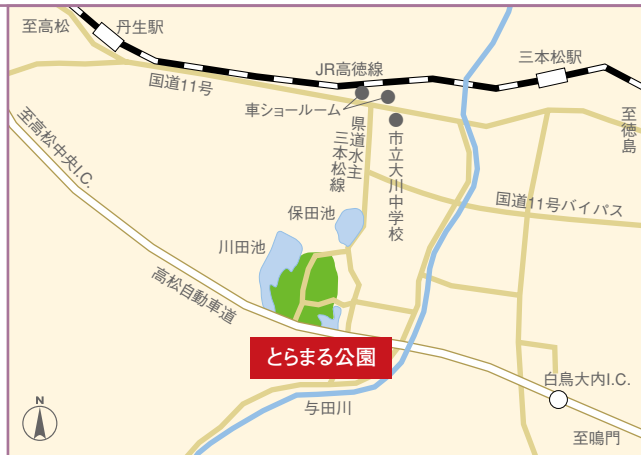 至高松
丹生駅
三本松駅
JR高徳線
国道11号
車ショールーム
至徳島
至高松中央I.C.
県道水主
三本松線
市立大川中学校
国道11号バイパス
保田池
川田池
高松自動車道
とらまる公園
白鳥大内I.C.
与田川
至鳴門
N